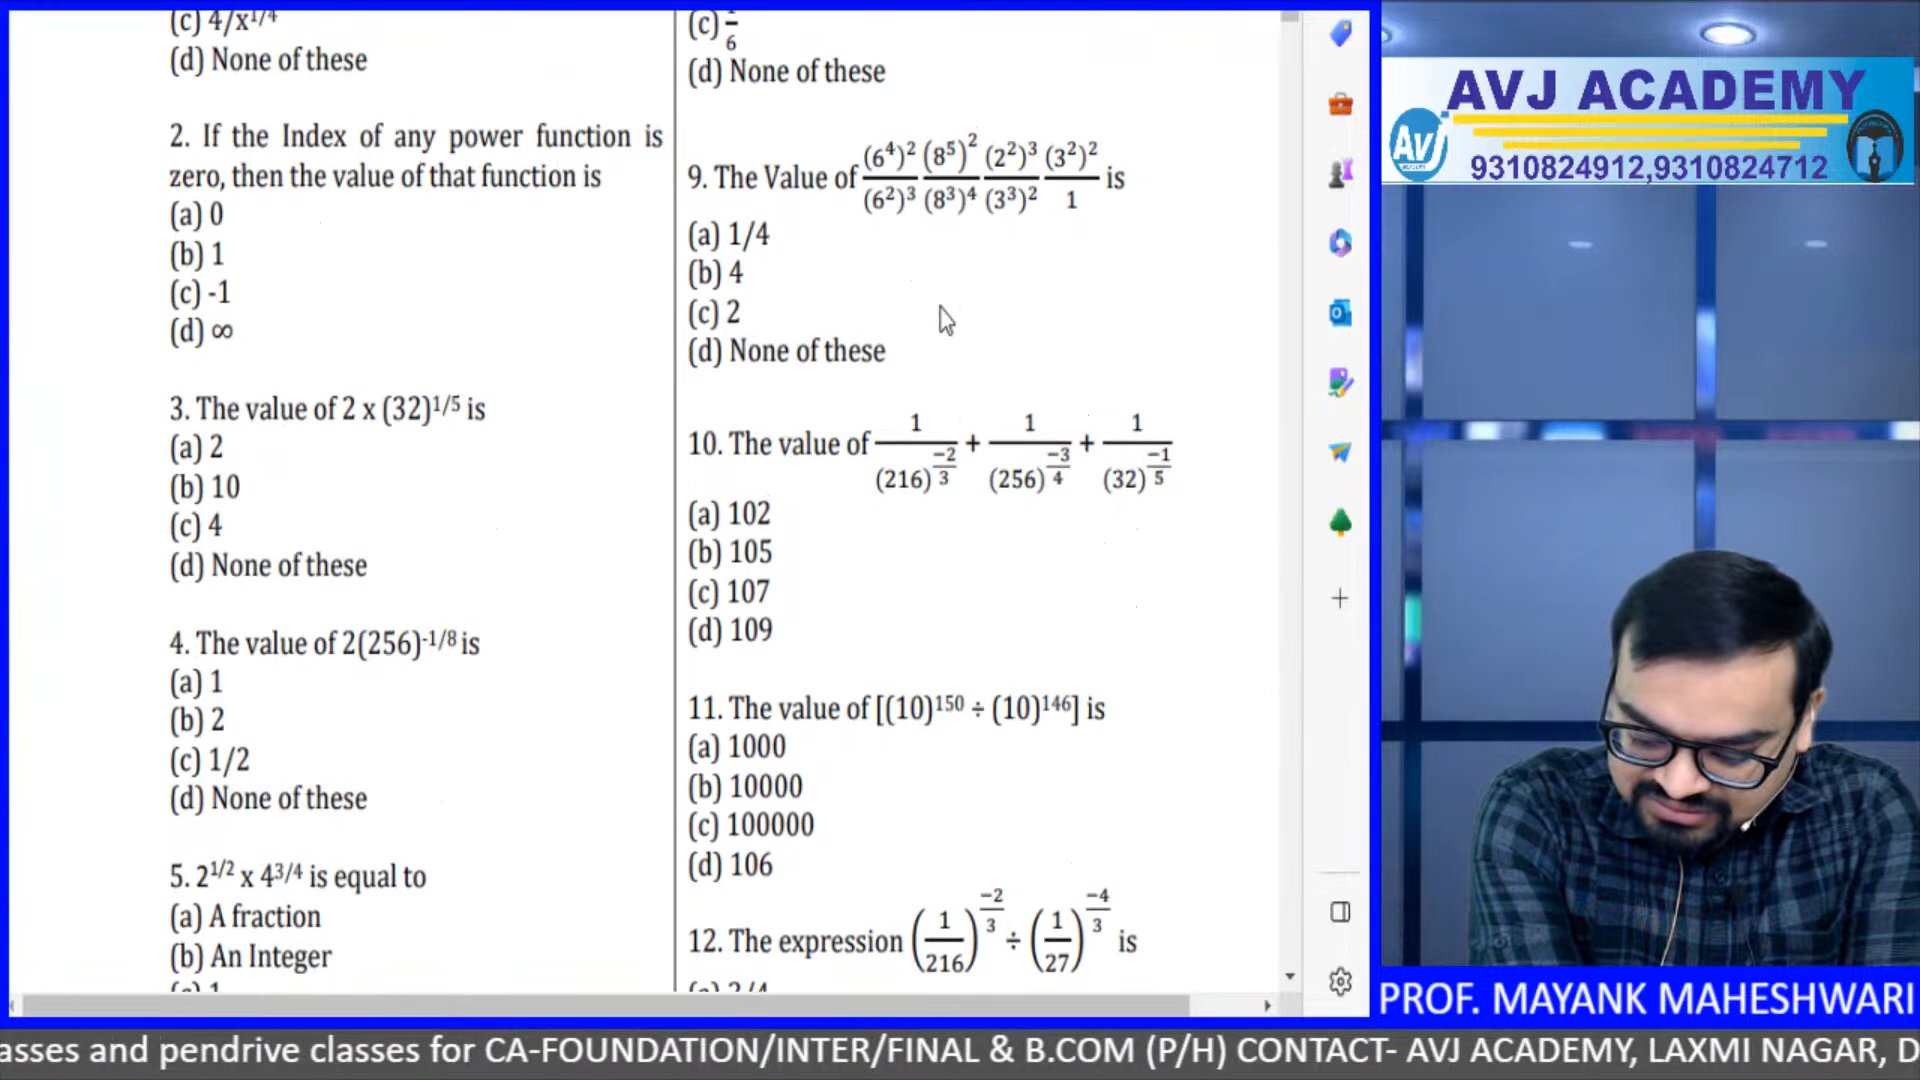 (c) 4/x^1/4
(d) None of these
2. If the Index of any power function is
zero, then the value of that function is
(a) 0
(b) 1
(c) -1
(d) ∞
3. The value of 2 x (32)^1/5 is
(a) 2
(b) 10
(c) 4
(d) None of these
4. The value of 2(256)^-1/8 is
(a) 1
(b) 2
(c) 1/2
(d) None of these
5. 2^1/2 x 4^3/4 is equal to
(a) A fraction
(b) An Integer
(c) 1
(c) 1/6
(d) None of these
9. The Value of (6^4)^2/(6^2)^3 (8^5)^2/(8^3)^4 (2^2)^3/(3^3)^2 (3^2)^2/1 is
(a) 1/4
(b) 4
(c) 2
(d) None of these
10. The value of 1/(216)^(-2/3) + 1/(256)^(-3/4) + 1/(32)^(-1/5)
(a) 102
(b) 105
(c) 107
(d) 109
11. The value of [(10)^150 ÷ (10)^146] is
(a) 1000
(b) 10000
(c) 100000
(d) 106
12. The expression (1/216)^(-2/3) ÷ (1/27)^(-4/3) is
(a) 3/4
AVJ ACADEMY
AVJ
9310824912,9310824712
PROF. MAYANK MAHESHWARI
asses and pendrive classes for CA-FOUNDATION/INTER/FINAL & B.COM (P/H) CONTACT- AVJ ACADEMY, LAXMI NAGAR, D